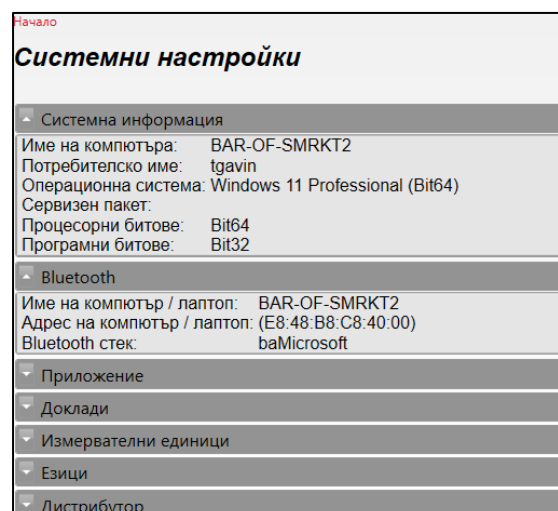 Начало
Системни настройки
Системна информация
Име на компютъра: BAR-OF-SMRKT2
Потребителско име: tgavin
Операционна система: Windows 11 Professional (Bit64)
Сервизен пакет:
Процесорни битове: Bit64
Програмни битове: Bit32
Bluetooth
Име на компютър / лаптоп: BAR-OF-SMRKT2
Адрес на компютър / лаптоп: (E8:48:B8:C8:40:00)
Bluetooth стек: baMicrosoft
Приложение
Доклади
Измервателни единици
Езици
Дистрибутор